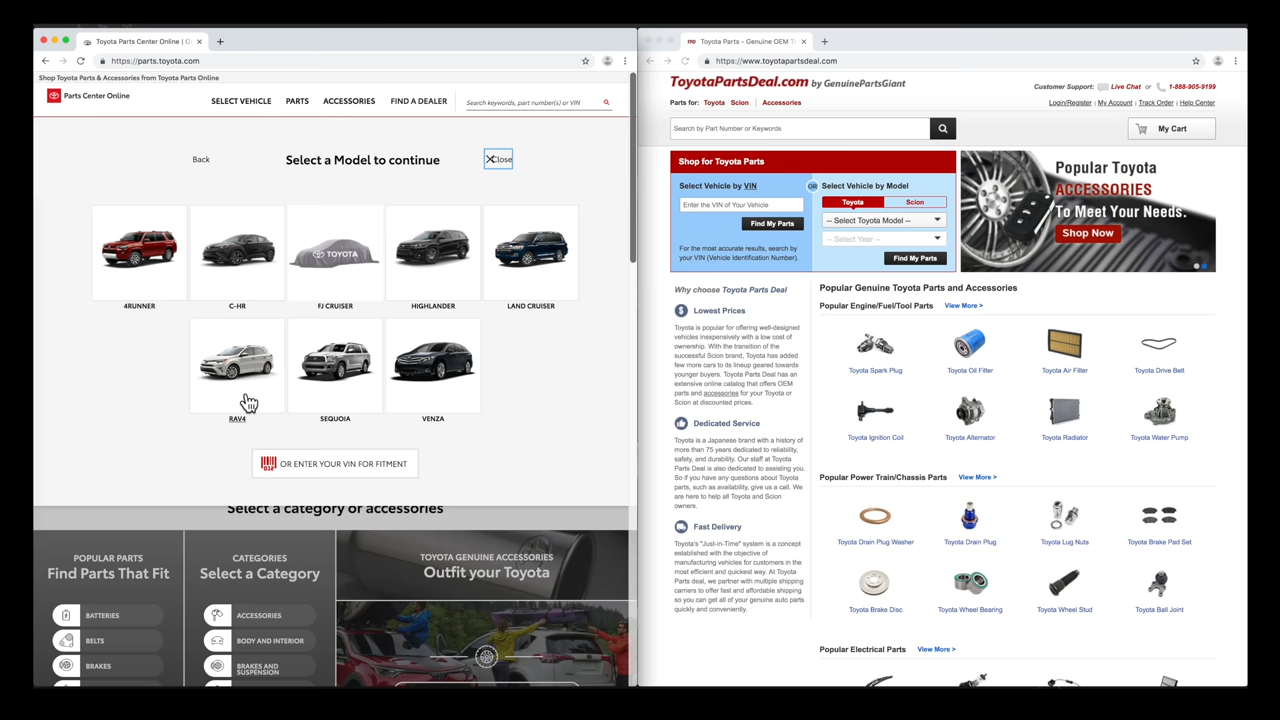 Toyota Parts Center Online | G
https://parts.toyota.com
Shop Toyota Parts & Accessories from Toyota Parts Online
Parts Center Online
SELECT VEHICLE
PARTS
ACCESSORIES
FIND A DEALER
Search keywords, part number(s) or VIN
Back
Select a Model to continue
Close
TOYOTA
4RUNNER
C-HR
FJ CRUISER
HIGHLANDER
LAND CRUISER
RAV4
SEQUOIA
VENZA
OR ENTER YOUR VIN FOR FITMENT
Select a category or accessories
POPULAR PARTS
Find Parts That Fit
BATTERIES
BELTS
BRAKES
CATEGORIES
Select a Category
ACCESSORIES
BODY AND INTERIOR
BRAKES AND
SUSPENSION
TOYOTA GENUINE ACCESSORIES
Outfit your Toyota
Toyota Parts - Genuine OEM T
https://www.toyotapartsdeal.com
ToyotaPartsDeal.com by GenuinePartsGiant
Customer Support: Live Chat or 1-888-905-9199
Parts for: Toyota Scion | Accessories
Login/Register | My Account | Track Order | Help Center
Search by Part Number or Keywords
My Cart
Shop for Toyota Parts
Select Vehicle by VIN
Enter the VIN of Your Vehicle
Find My Parts
For the most accurate results, search by
your VIN (Vehicle Identification Number).
OR
Select Vehicle by Model
Toyota
Scion
-- Select Toyota Model --
-- Select Year --
Find My Parts
Popular Toyota
ACCESSORIES
To Meet Your Needs.
Shop Now
Why choose Toyota Parts Deal
Lowest Prices
Toyota is popular for offering well-designed
vehicles inexpensively with a low cost of
ownership. With the transition of the
successful Scion brand, Toyota has added
few more cars to its lineup geared towards
younger buyers. Toyota Parts Deal has an
extensive online catalog that offers OEM
parts and accessories for your Toyota or
Scion at discounted prices.
Dedicated Service
Toyota is a Japanese brand with a history of
more than 75 years dedicated to reliability,
safety, and durability. Our staff at Toyota
Parts Deal is also dedicated to assisting you.
So if you have any questions about Toyota
parts, such as availability, give us a call. We
are here to help all Toyota and Scion
owners.
Fast Delivery
Toyota's "Just-in-Time" system is a concept
established with the objective of
manufacturing vehicles for customers in the
most efficient and quickest way. At Toyota
Parts deal, we partner with multiple shipping
carriers to offer fast and affordable shipping
so you can get all of your genuine auto parts
quickly and conveniently.
Popular Genuine Toyota Parts and Accessories
Popular Engine/Fuel/Tool Parts View More >
Toyota Spark Plug
Toyota Oil Filter
Toyota Air Filter
Toyota Drive Belt
Toyota Ignition Coil
Toyota Alternator
Toyota Radiator
Toyota Water Pump
Popular Power Train/Chassis Parts View More >
Toyota Drain Plug Washer
Toyota Drain Plug
Toyota Lug Nuts
Toyota Brake Pad Set
Toyota Brake Disc
Toyota Wheel Bearing
Toyota Wheel Stud
Toyota Ball Joint
Popular Electrical Parts View More >